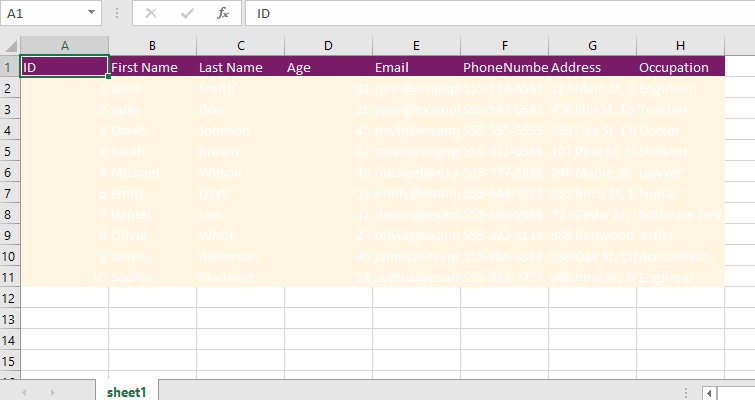 A1 fx ID
A B C D E F G H
1 ID First Name Last Name Age Email PhoneNumbe Address Occupation
2 1 John Smith 32 john@exampl 555-123-4567 123 Main St, C Engineer
3 2 Jane Doe 28 jane@exampl 555-987-6543 456 Elm St, To Teacher
4 3 David Johnson 45 david@exam 555-555-5555 789 Oak St, Cit Doctor
5 4 Sarah Brown 22 sarah@exam 555-321-6549 101 Pine St, To Student
6 5 Michael Wilson 38 michael@exa 555-777-8888 246 Maple St, Lawyer
7 6 Emily Davis 29 emily@exam 555-444-3333 555 Birch St, T Nurse
8 7 Daniel Lee 31 daniel@exam 555-666-9999 777 Cedar St, Software Dev
9 8 Olivia White 27 olivia@exam 555-222-1111 888 Redwood Artist
10 9 James Anderson 40 james@exam 555-888-3333 333 Oak St, Cit Accountant
11 10 Sophia Martinez 24 sophia@exam 555-999-7777 666 Pine St, To Engineer
12
13
14
15
sheet1